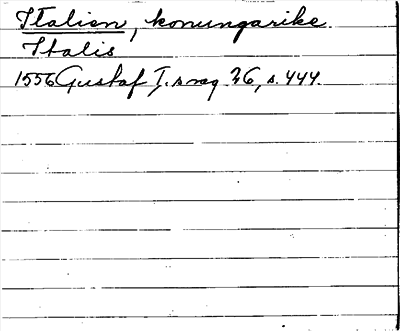 Italien, konungarike.
Italis
1556 Gustaf I. s reg. 26, s. 444.